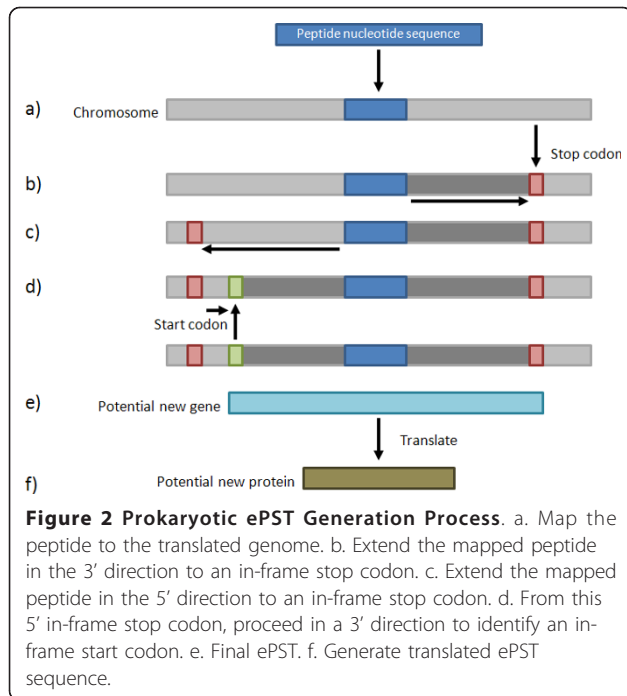 Peptide nucleotide sequence
a)
Chromosome
Stop codon
b)
c)
d)
Start codon
e)
Potential new gene
Translate
f)
Potential new protein
Figure 2 Prokaryotic ePST Generation Process. a. Map the
peptide to the translated genome. b. Extend the mapped peptide
in the 3’ direction to an in-frame stop codon. c. Extend the mapped
peptide in the 5’ direction to an in-frame stop codon. d. From this
5’ in-frame stop codon, proceed in a 3’ direction to identify an in-
frame start codon. e. Final ePST. f. Generate translated ePST
sequence.